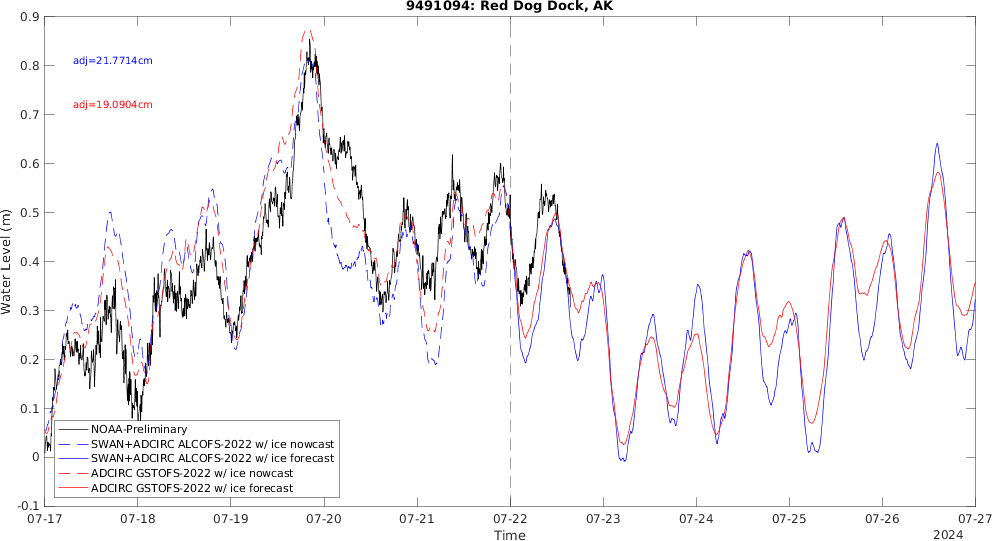 9491094: Red Dog Dock, AK
0.9
0.8
0.7
0.6
0.5
0.4
0.3
0.2
0.1
0
-0.1
Water Level (m)
adj=21.7714cm
adj=19.0904cm
NOAA-Preliminary
SWAN+ADCIRC ALCOFS-2022 w/ ice nowcast
SWAN+ADCIRC ALCOFS-2022 w/ ice forecast
ADCIRC GSTOFS-2022 w/ ice nowcast
ADCIRC GSTOFS-2022 w/ ice forecast
07-17 07-18 07-19 07-20 07-21 07-22 07-23 07-24 07-25 07-26 07-27
Time
2024